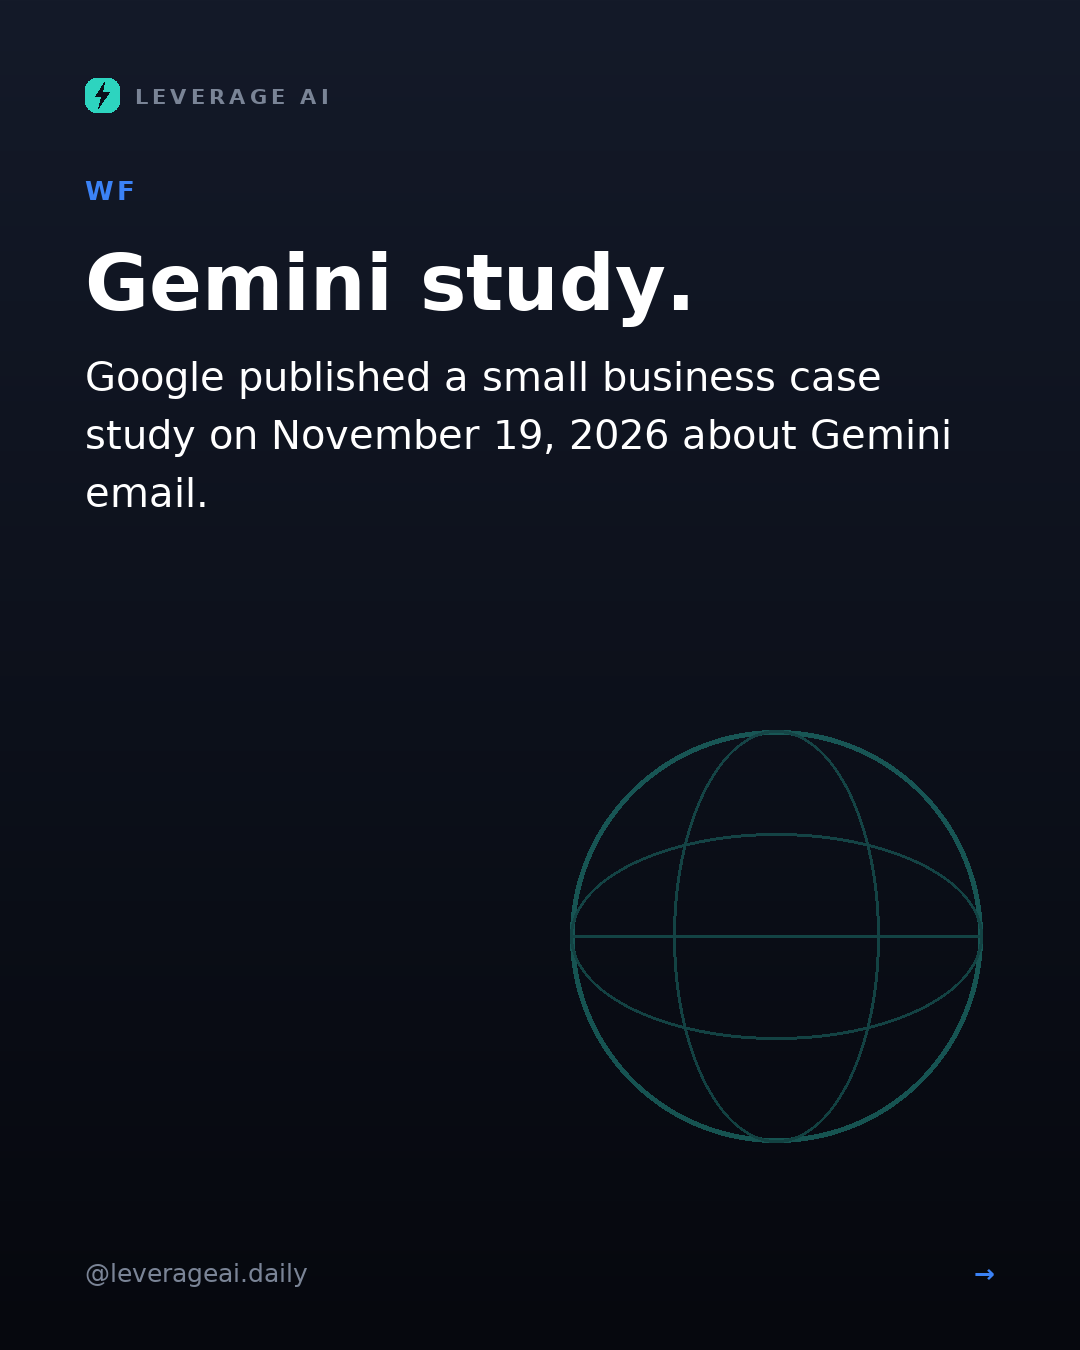 LEVERAGE AI
WF
Gemini study.
Google published a small business case
study on November 19, 2026 about Gemini
email.
@leverageai.daily
→